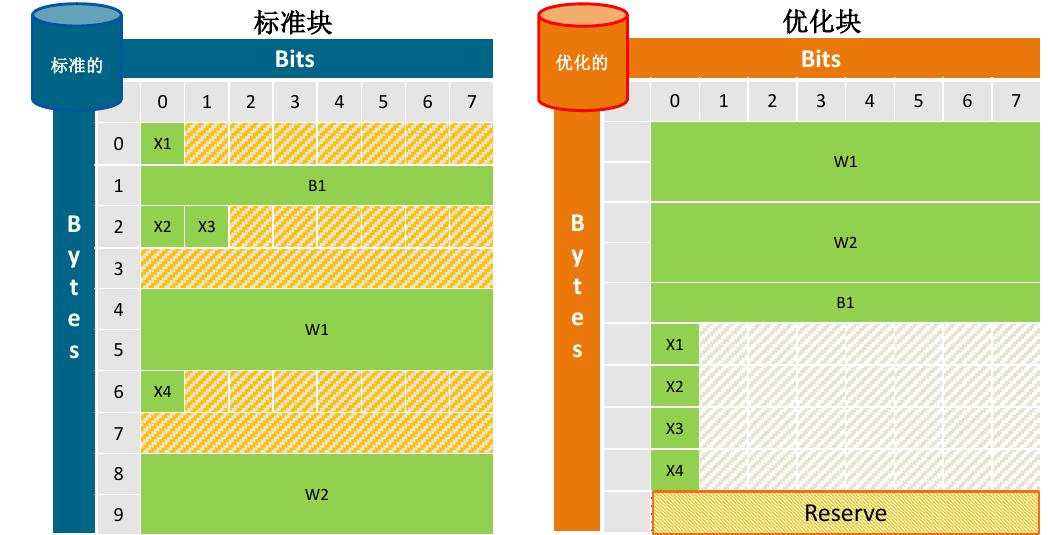 标准块
标准的
Bits
0 1 2 3 4 5 6 7
Bytes
0 X1
1 B1
2 X2 X3
3
4
W1
5
6 X4
7
8
W2
9
优化块
优化的
Bits
0 1 2 3 4 5 6 7
Bytes
W1
W2
B1
X1
X2
X3
X4
Reserve